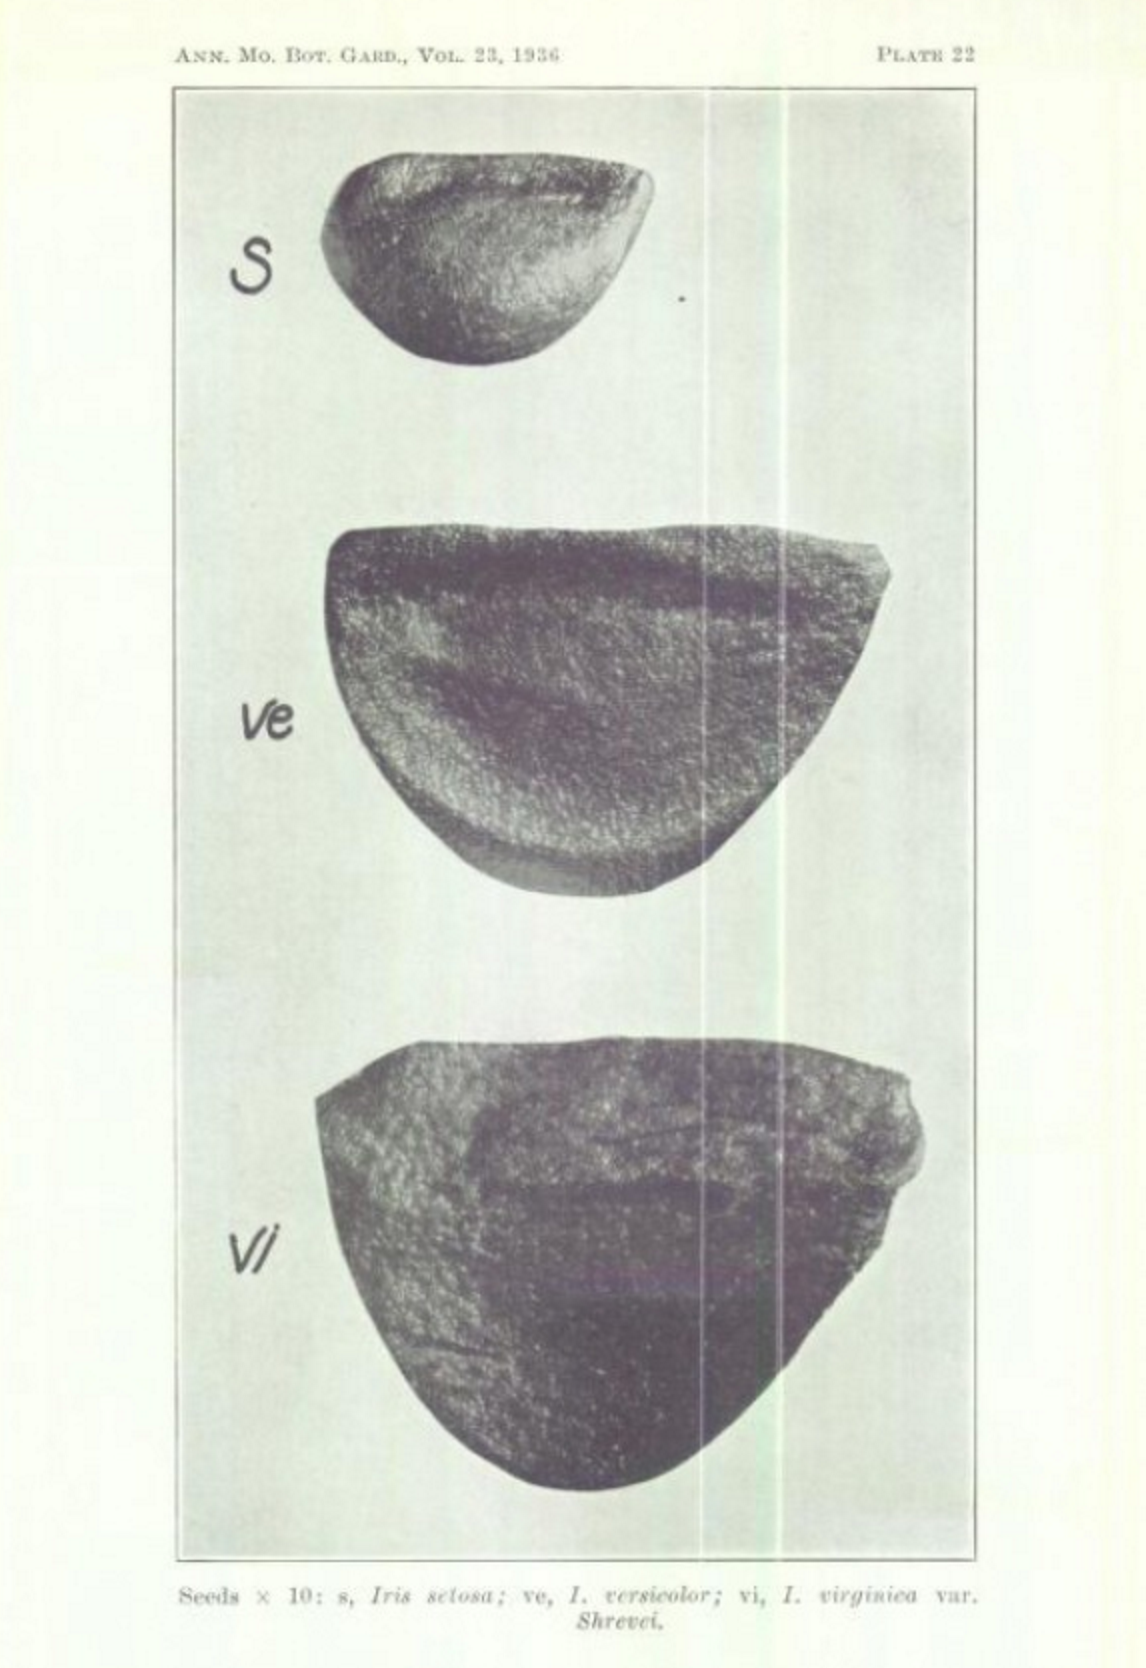 ANN. MO. BOT. GARD., VOL. 23, 1936 PLATE 22
S
ve
vi
Seeds × 10: s, Iris setosa; ve, I. versicolor; vi, I. virginica var.
Shrevei.